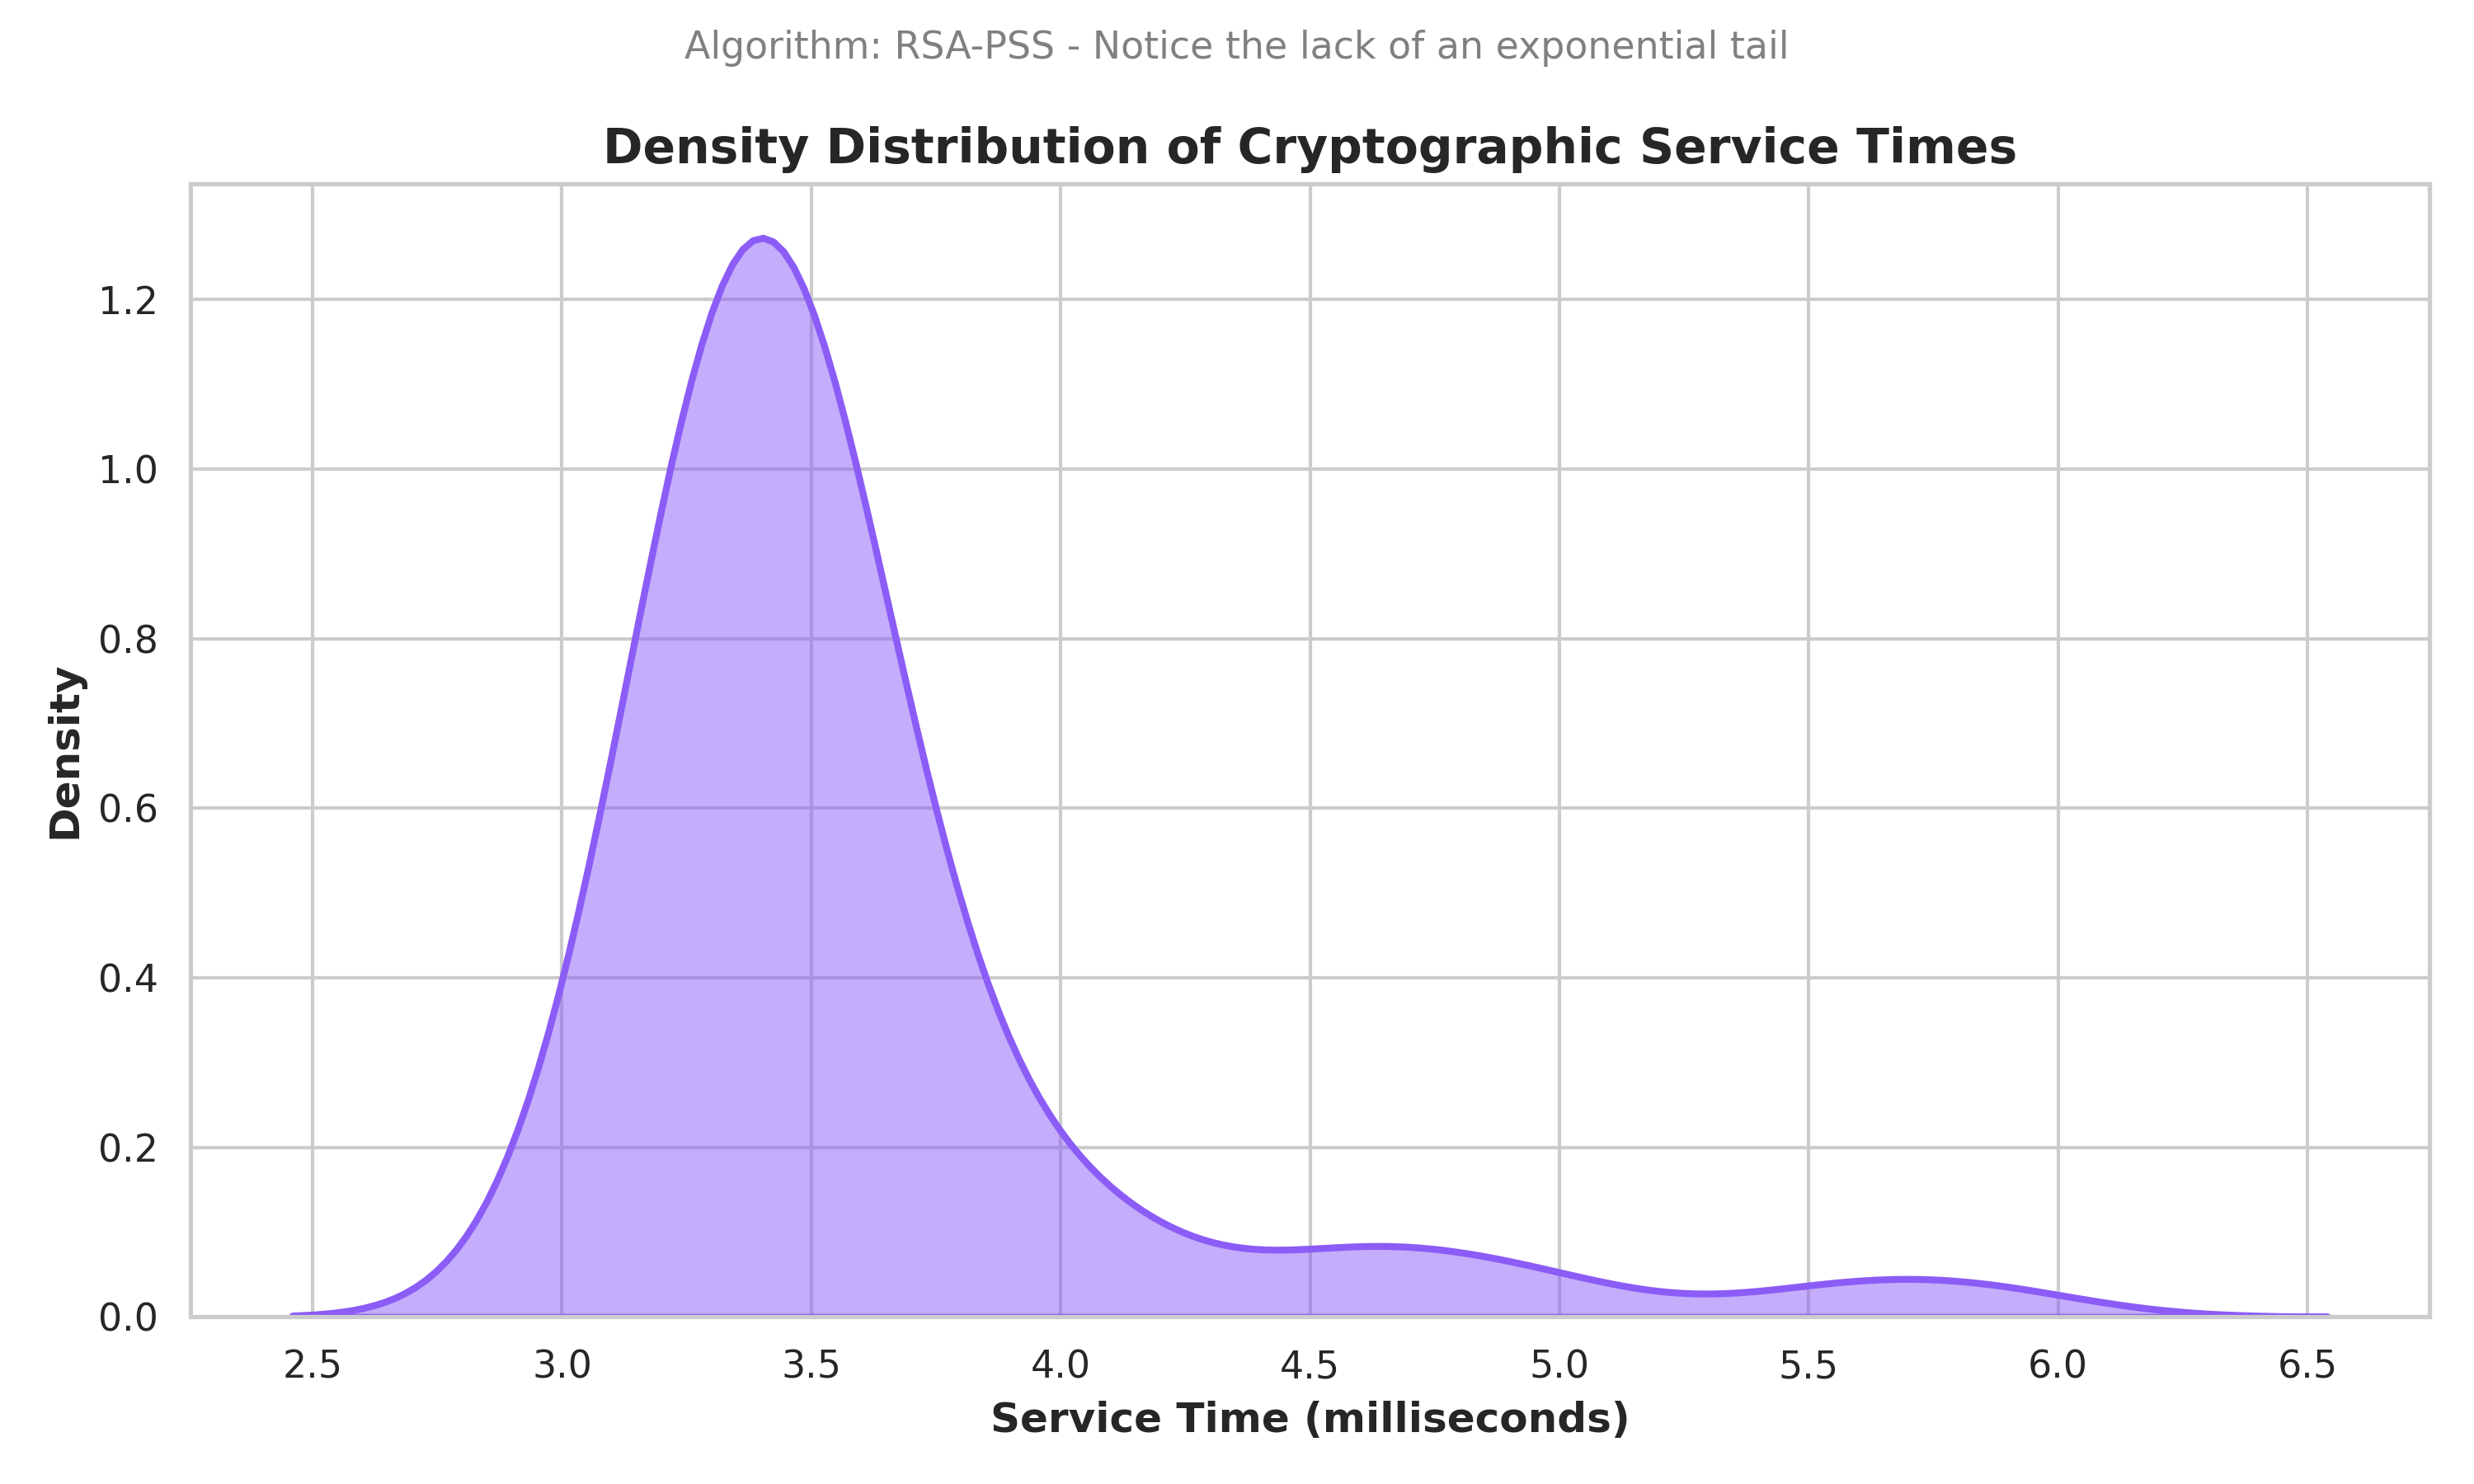 Algorithm: RSA-PSS - Notice the lack of an exponential tail
Density Distribution of Cryptographic Service Times
1.2
1.0
0.8
0.6
0.4
0.2
0.0
Density
2.5 3.0 3.5 4.0 4.5 5.0 5.5 6.0 6.5
Service Time (milliseconds)